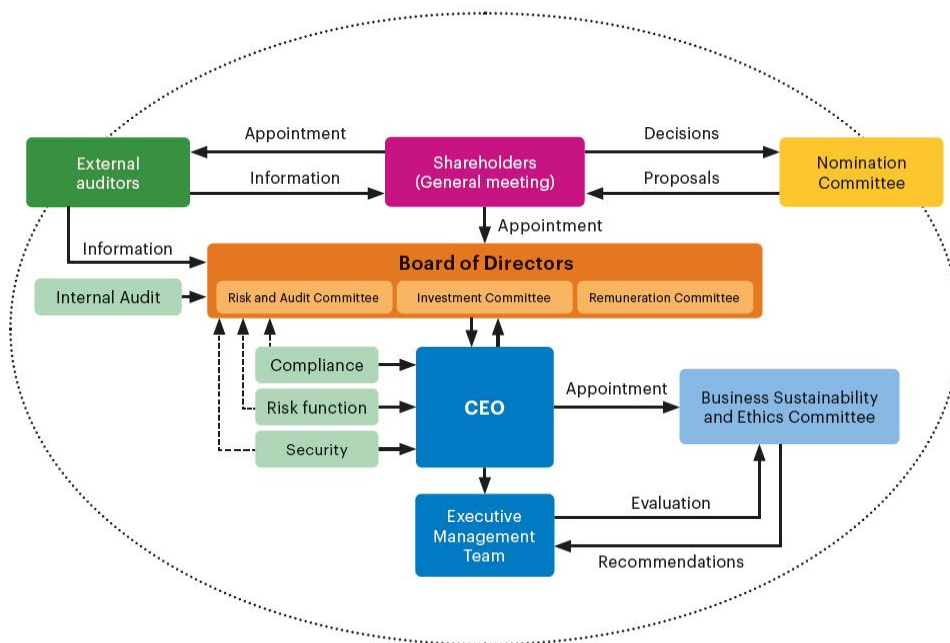 Appointment
Decisions
External
auditors
Shareholders
(General meeting)
Nomination
Committee
Information
Proposals
Appointment
Information
Board of Directors
Internal Audit
Risk and Audit Committee
Investment Committee
Remuneration Committee
Compliance
Risk function
Security
CEO
Appointment
Business Sustainability
and Ethics Committee
Executive
Management
Team
Evaluation
Recommendations